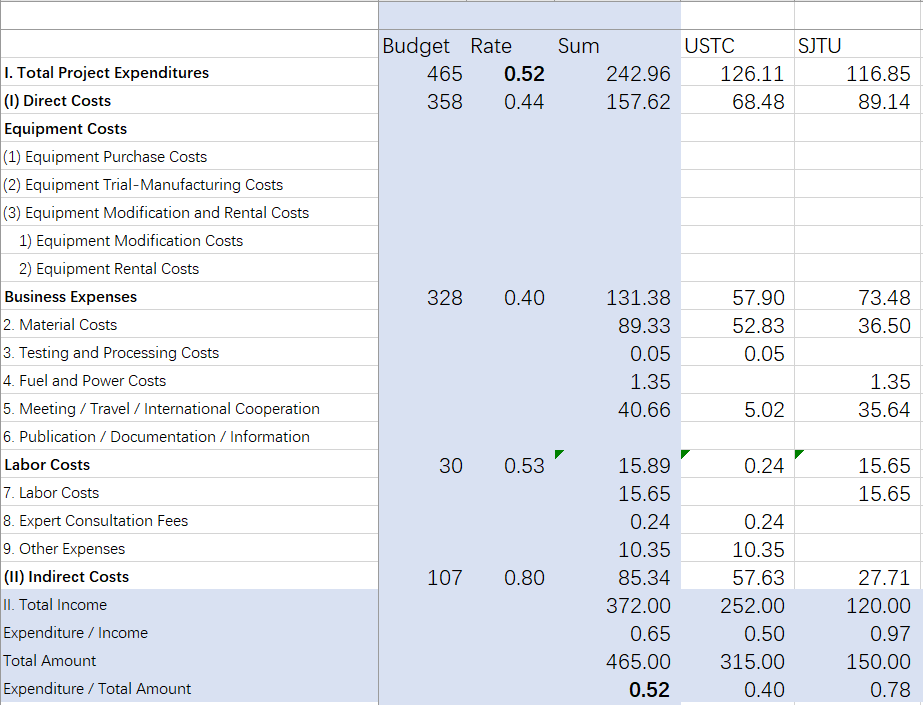 Budget Rate Sum USTC SJTU
I. Total Project Expenditures 465 0.52 242.96 126.11 116.85
(I) Direct Costs 358 0.44 157.62 68.48 89.14
Equipment Costs
(1) Equipment Purchase Costs
(2) Equipment Trial-Manufacturing Costs
(3) Equipment Modification and Rental Costs
1) Equipment Modification Costs
2) Equipment Rental Costs
Business Expenses 328 0.40 131.38 57.90 73.48
2. Material Costs 89.33 52.83 36.50
3. Testing and Processing Costs 0.05 0.05
4. Fuel and Power Costs 1.35 1.35
5. Meeting / Travel / International Cooperation 40.66 5.02 35.64
6. Publication / Documentation / Information
Labor Costs 30 0.53 15.89 0.24 15.65
7. Labor Costs 15.65 15.65
8. Expert Consultation Fees 0.24 0.24
9. Other Expenses 10.35 10.35
(II) Indirect Costs 107 0.80 85.34 57.63 27.71
II. Total Income 372.00 252.00 120.00
Expenditure / Income 0.65 0.50 0.97
Total Amount 465.00 315.00 150.00
Expenditure / Total Amount 0.52 0.40 0.78